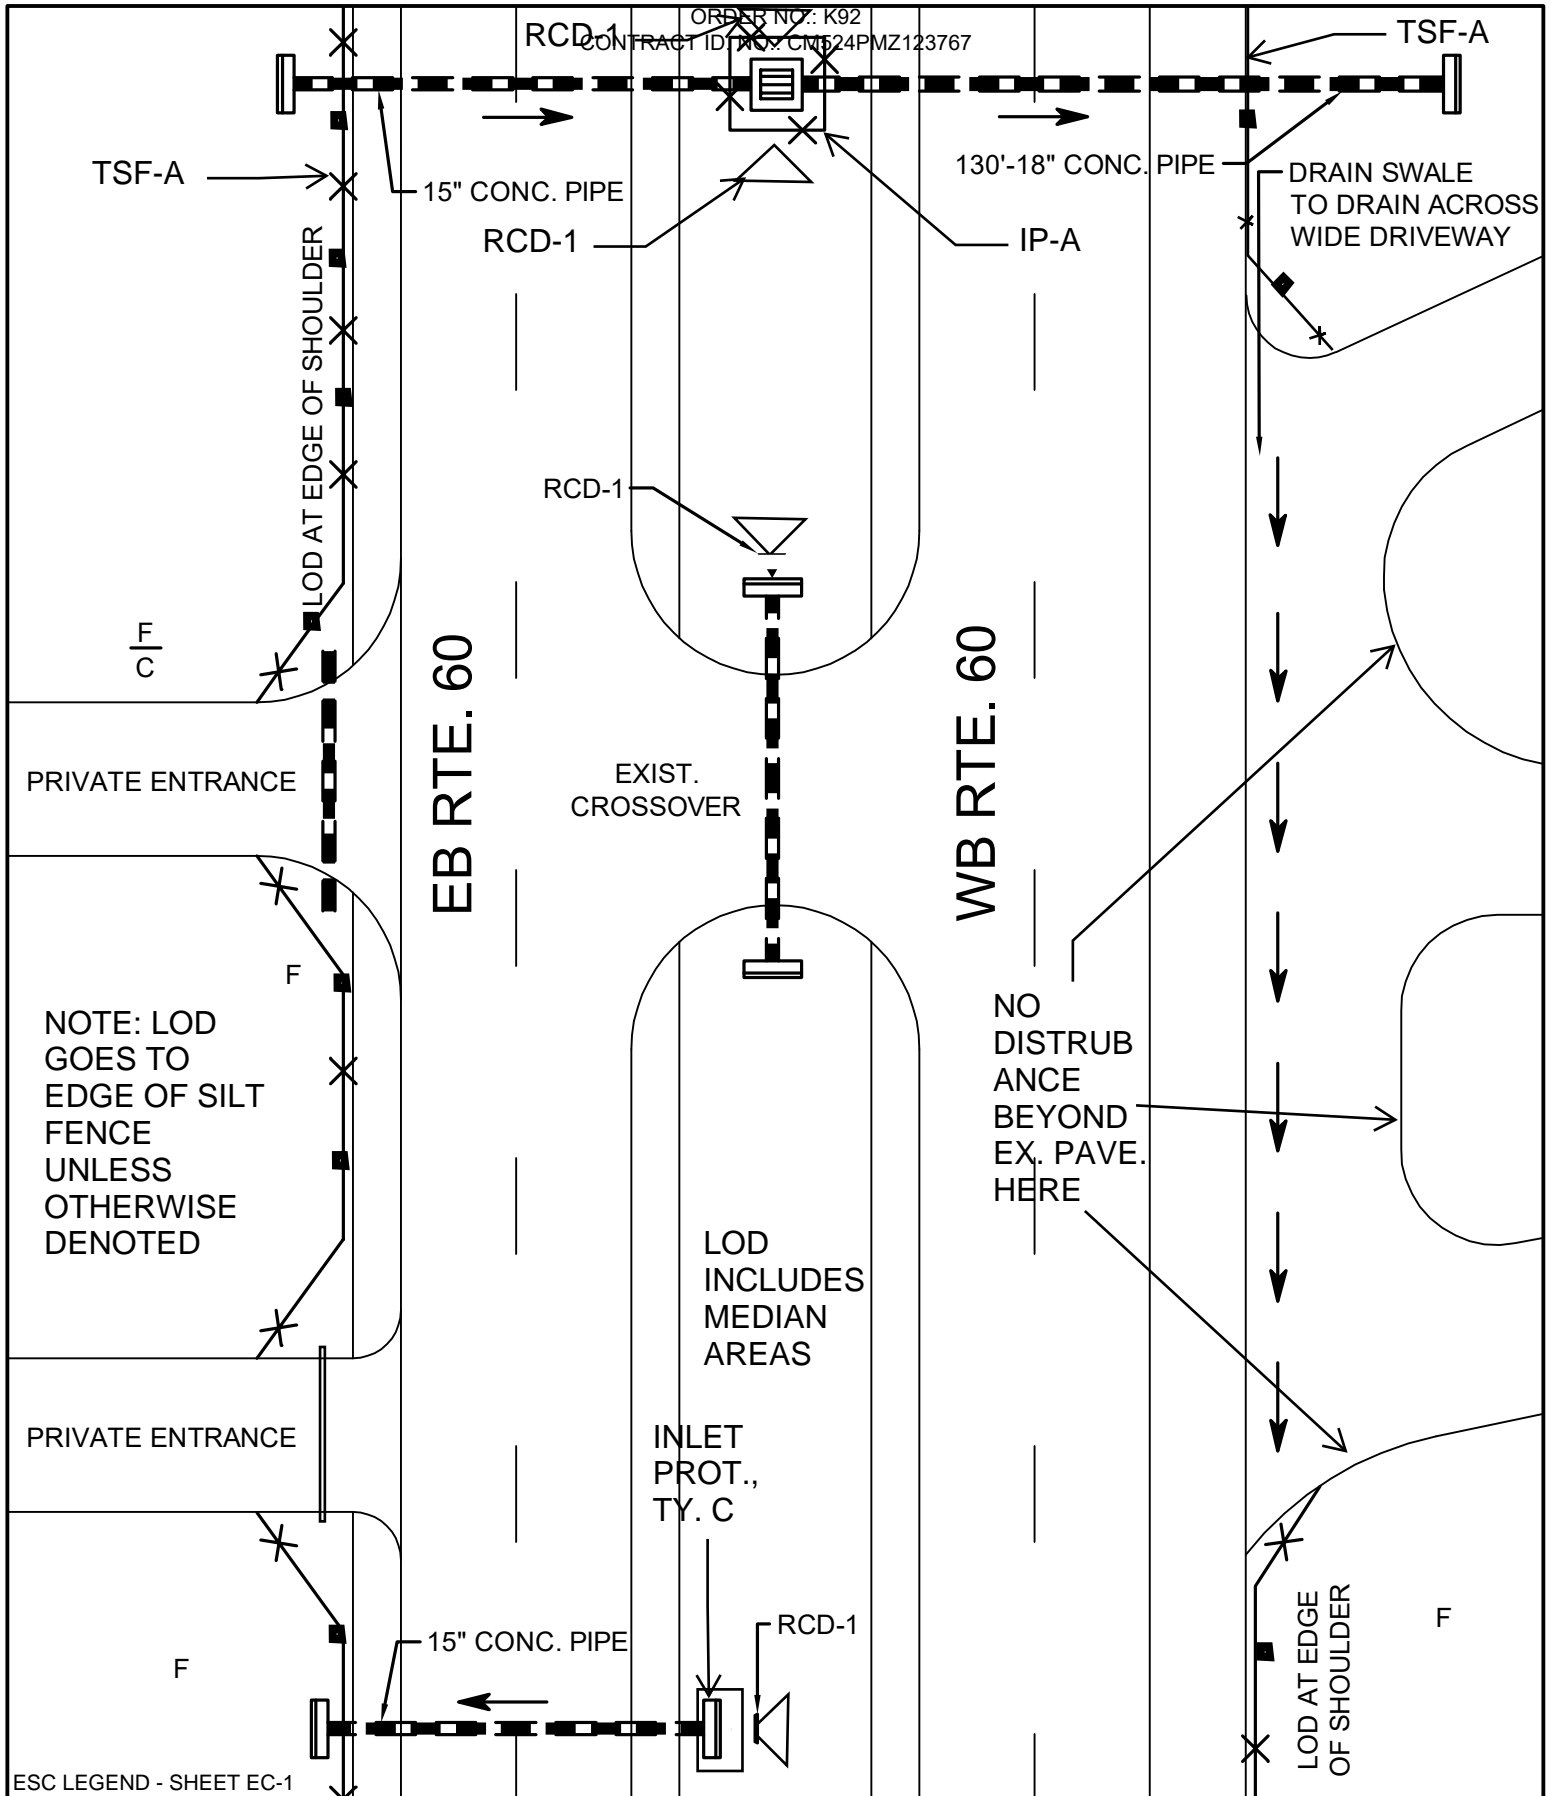 ORDER NO.: K92
CONTRACT ID. NO.: CM524PMZ123767
RCD-1
TSF-A
TSF-A
15" CONC. PIPE
130'-18" CONC. PIPE
DRAIN SWALE
TO DRAIN ACROSS
WIDE DRIVEWAY
RCD-1
IP-A
LOD AT EDGE OF SHOULDER
RCD-1
F
C
EB RTE. 60
WB RTE. 60
PRIVATE ENTRANCE
EXIST.
CROSSOVER
F
NOTE: LOD
GOES TO
EDGE OF SILT
FENCE
UNLESS
OTHERWISE
DENOTED
NO
DISTRUB
ANCE
BEYOND
EX. PAVE.
HERE
LOD
INCLUDES
MEDIAN
AREAS
PRIVATE ENTRANCE
INLET
PROT.,
TY. C
15" CONC. PIPE
RCD-1
F
LOD AT EDGE
OF SHOULDER
F
ESC LEGEND - SHEET EC-1